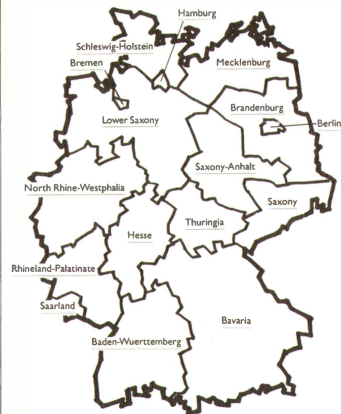 Hamburg
Schleswig-Holstein
Mecklenburg
Bremen
Brandenburg
Berlin
Lower Saxony
Saxony-Anhalt
North Rhine-Westphalia
Saxony
Thuringia
Hesse
Rhineland-Palatinate
Saarland
Bavaria
Baden-Wuerttemberg